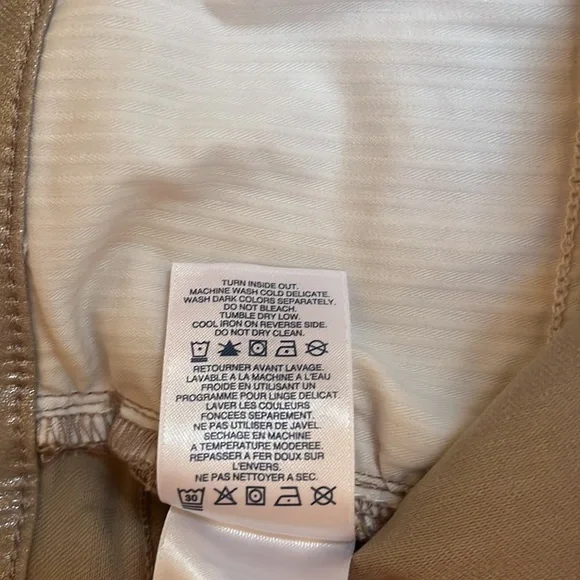 TURN INSIDE OUT.
MACHINE WASH COLD DELICATE.
WASH DARK COLORS SEPARATELY.
DO NOT BLEACH.
TUMBLE DRY LOW.
COOL IRON ON REVERSE SIDE.
DO NOT DRY CLEAN.
RETOURNER AVANT LAVAGE.
LAVABLE A LA MACHINE A L'EAU
FROIDE EN UTILISANT UN
PROGRAMME POUR LINGE DELICAT.
LAVER LES COULEURS
FONCEES SEPAREMENT.
NE PAS UTILISER DE JAVEL.
SECHAGE EN MACHINE
A TEMPERATURE MODEREE.
REPASSER A FER DOUX SUR
L'ENVERS.
NE PAS NETTOYER A SEC.
30